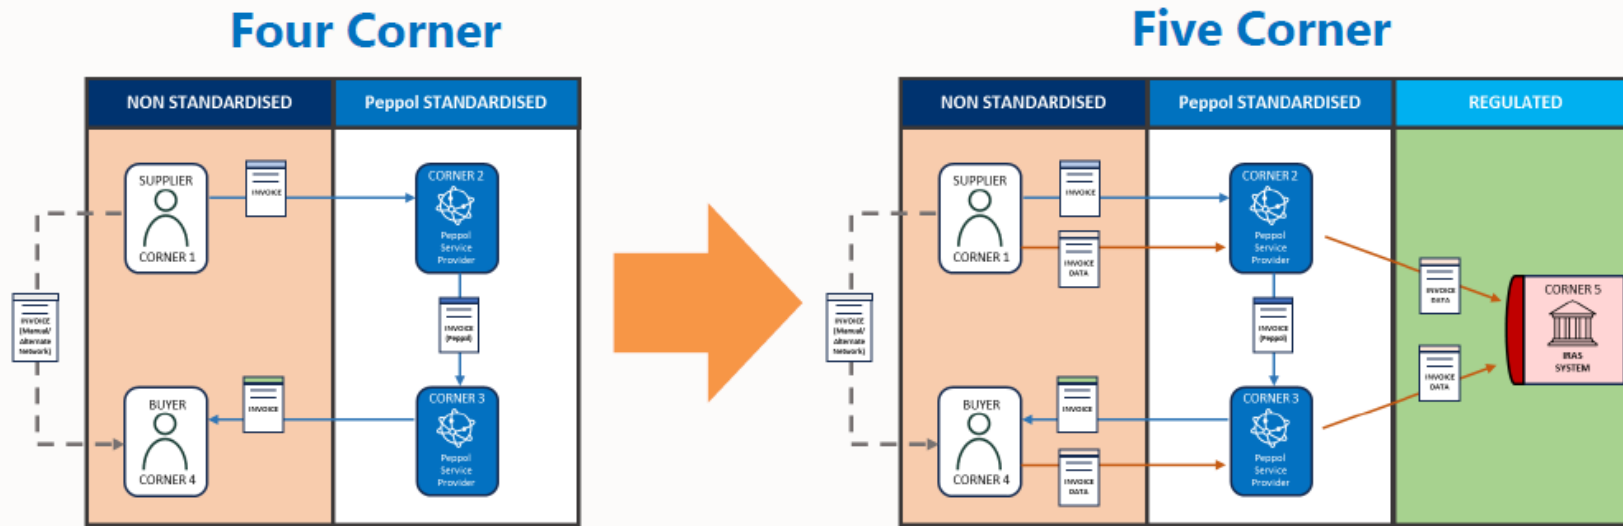 Four Corner
NON STANDARDISED
Peppol STANDARDISED
SUPPLIER
CORNER 1
INVOICE
CORNER 2
Peppol
Service
Provider
INVOICE
(Manual/
Alternate
Network)
INVOICE
(Peppol)
BUYER
CORNER 4
INVOICE
CORNER 3
Peppol
Service
Provider
Five Corner
NON STANDARDISED
Peppol STANDARDISED
REGULATED
SUPPLIER
CORNER 1
INVOICE
INVOICE
DATA
CORNER 2
Peppol
Service
Provider
INVOICE
DATA
CORNER 5
IRAS
SYSTEM
INVOICE
(Manual/
Alternate
Network)
INVOICE
(Peppol)
INVOICE
DATA
BUYER
CORNER 4
INVOICE
INVOICE
DATA
CORNER 3
Peppol
Service
Provider